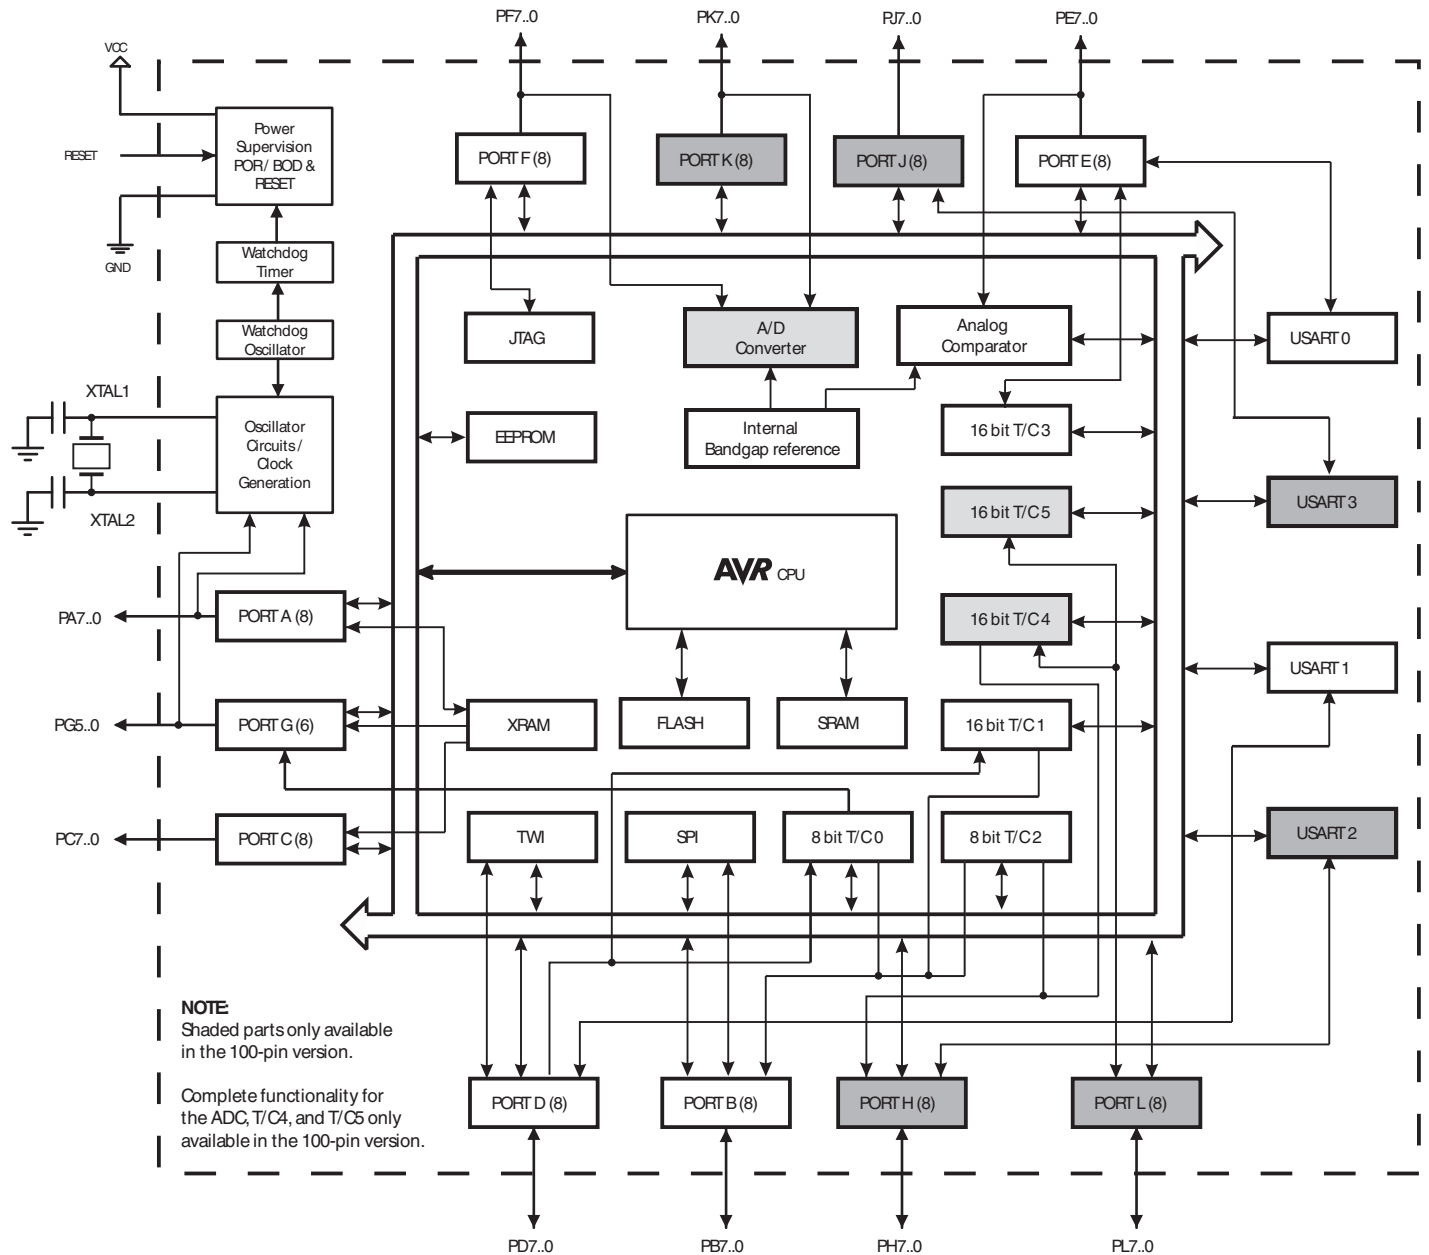 PF7..0
PK7..0
PJ7..0
PE7..0
VCC
RESET
GND
Power
Supervision
POR / BOD &
RESET
PORT F (8)
PORT K (8)
PORT J (8)
PORT E (8)
Watchdog
Timer
Watchdog
Oscillator
JTAG
A/D
Converter
Analog
Comparator
USART 0
XTAL1
XTAL2
Oscillator
Circuits /
Clock
Generation
EEPROM
Internal
Bandgap reference
16 bit T/C 3
16 bit T/C 5
USART 3
AVR CPU
PA7..0
PORT A (8)
16 bit T/C 4
USART 1
PG5..0
PORT G (6)
XRAM
FLASH
SRAM
16 bit T/C 1
PC7..0
PORT C (8)
TWI
SPI
8 bit T/C 0
8 bit T/C 2
USART 2
NOTE:
Shaded parts only available
in the 100-pin version.
Complete functionality for
the ADC, T/C4, and T/C5 only
available in the 100-pin version.
PORT D (8)
PORT B (8)
PORT H (8)
PORT L (8)
PD7..0
PB7..0
PH7..0
PL7..0